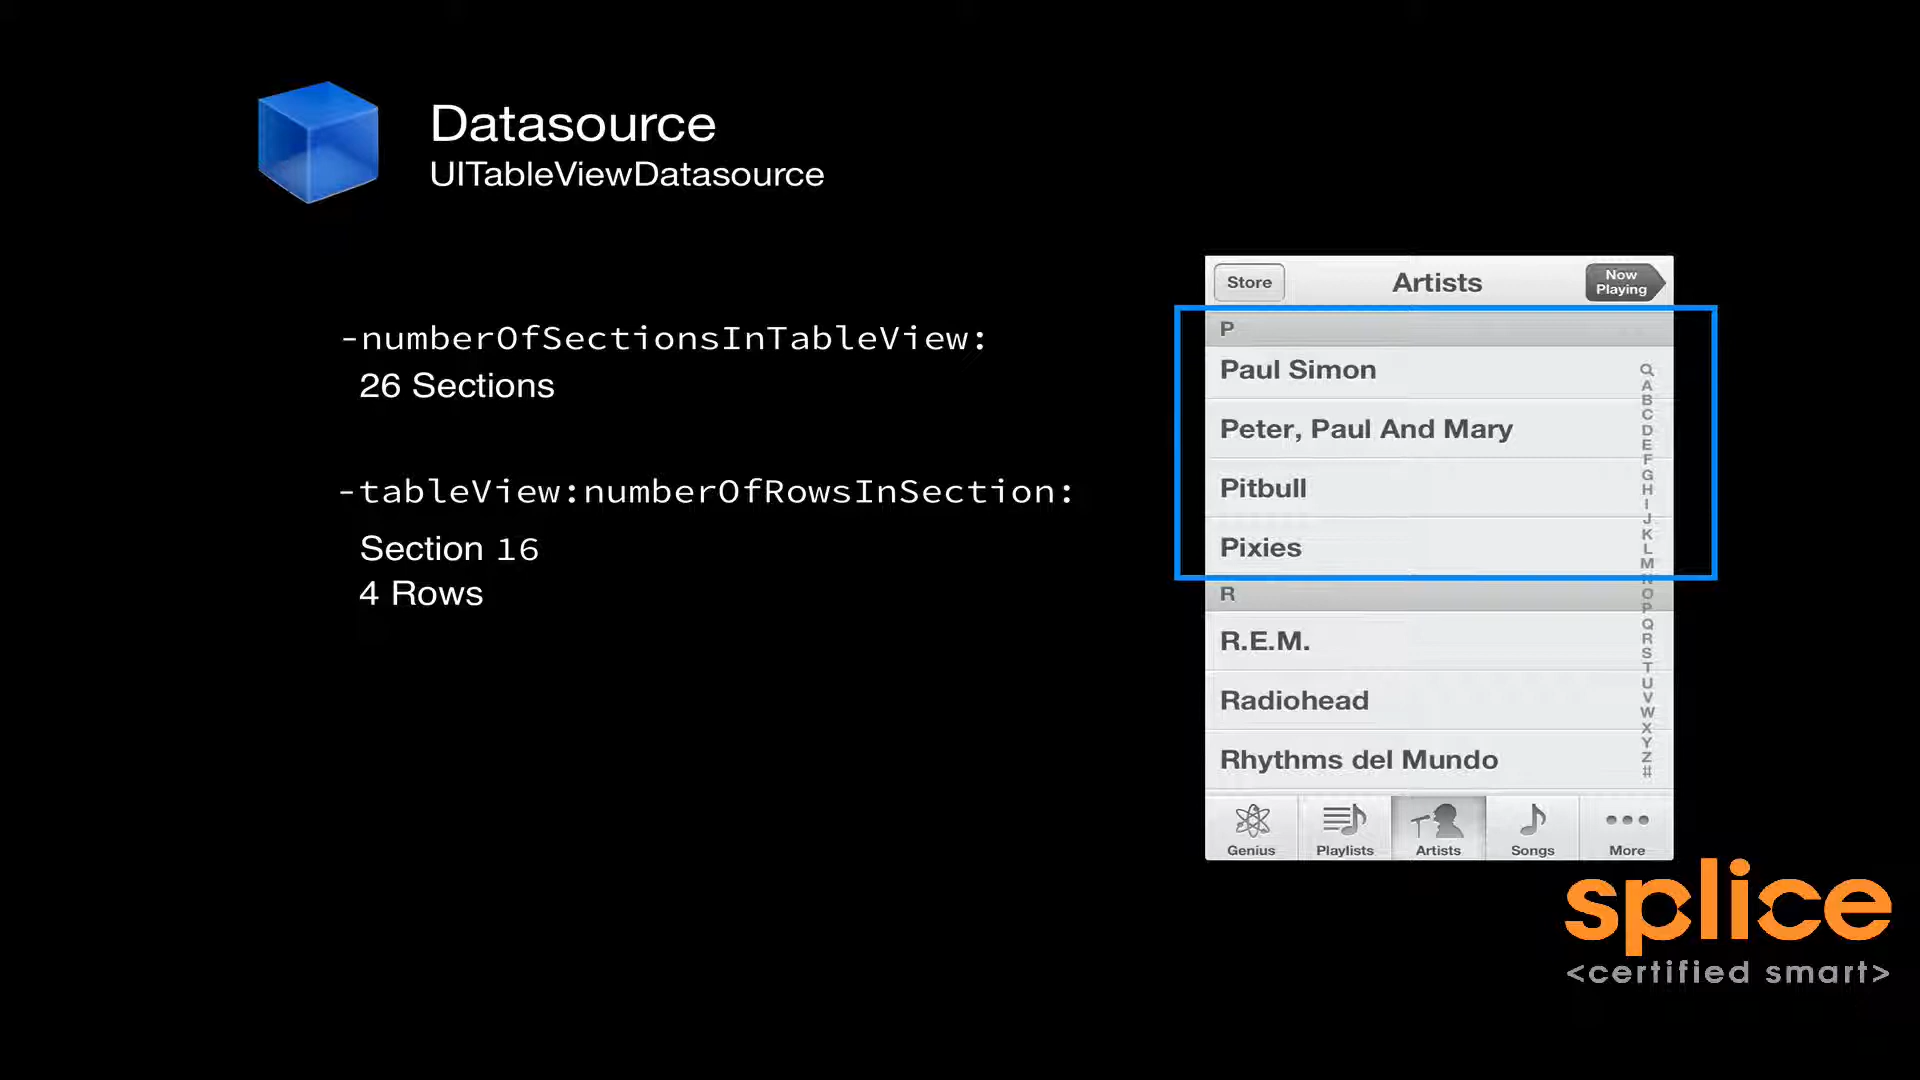 Datasource
UITableViewDatasource
-numberOfSectionsInTableView:
26 Sections
-tableView:numberOfRowsInSection:
Section 16
4 Rows
Store
Artists
Now
Playing
P
Paul Simon
Peter, Paul And Mary
Pitbull
Pixies
R
R.E.M.
Radiohead
Rhythms del Mundo
A
B
C
D
E
F
G
H
I
J
K
L
M
N
O
P
Q
R
S
T
U
V
W
X
Y
Z
#
Genius
Playlists
Artists
Songs
More
splice
<certified smart>